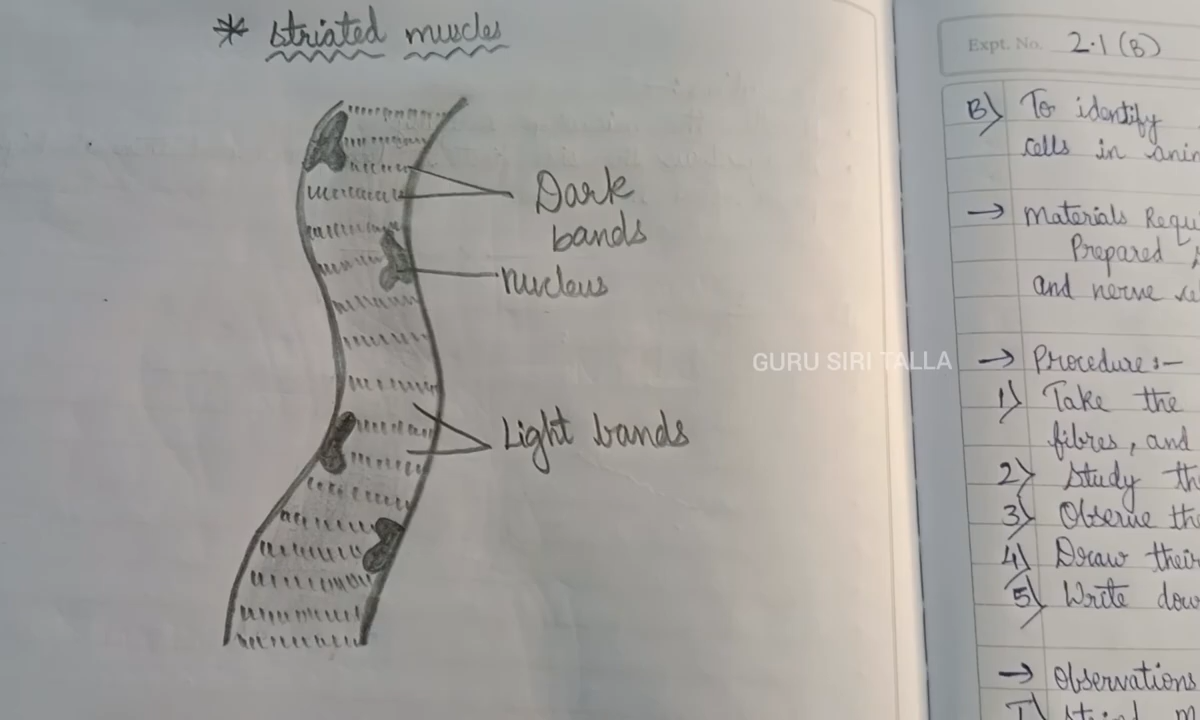 * Striated muscles
Dark
bands
nucleus
Light bands
GURU SIRI TALLA
Expt. No. 2.1 (B)
B) To identify
cells in anim
→ Materials Requ
Prepared
and nerve
→ Procedure:-
1) Take the
fibres, and
2) Study th
3) Observe the
4) Draw their
5) Write dow
→ Observations